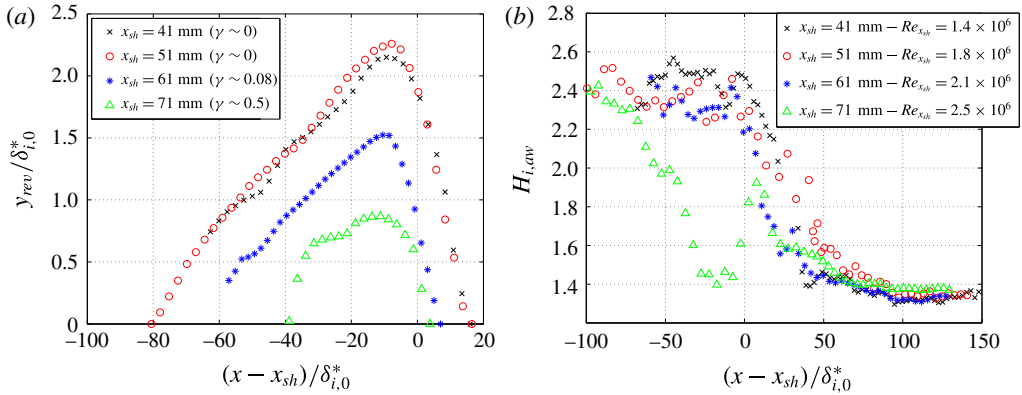 (a)
x_sh = 41 mm (γ ~ 0)
x_sh = 51 mm (γ ~ 0)
x_sh = 61 mm (γ ~ 0.08)
x_sh = 71 mm (γ ~ 0.5)
2.5
2.0
1.5
1.0
0.5
0
y_rev/δ*_i,0
−100 −80 −60 −40 −20 0 20
(x − x_sh)/δ*_i,0
(b)
x_sh = 41 mm − Re_x_sh = 1.4 × 10^6
x_sh = 51 mm − Re_x_sh = 1.8 × 10^6
x_sh = 61 mm − Re_x_sh = 2.1 × 10^6
x_sh = 71 mm − Re_x_sh = 2.5 × 10^6
2.8
2.6
2.4
2.2
2.0
1.8
1.6
1.4
H_i,aw
−100 −50 0 50 100 150
(x − x_sh)/δ*_i,0